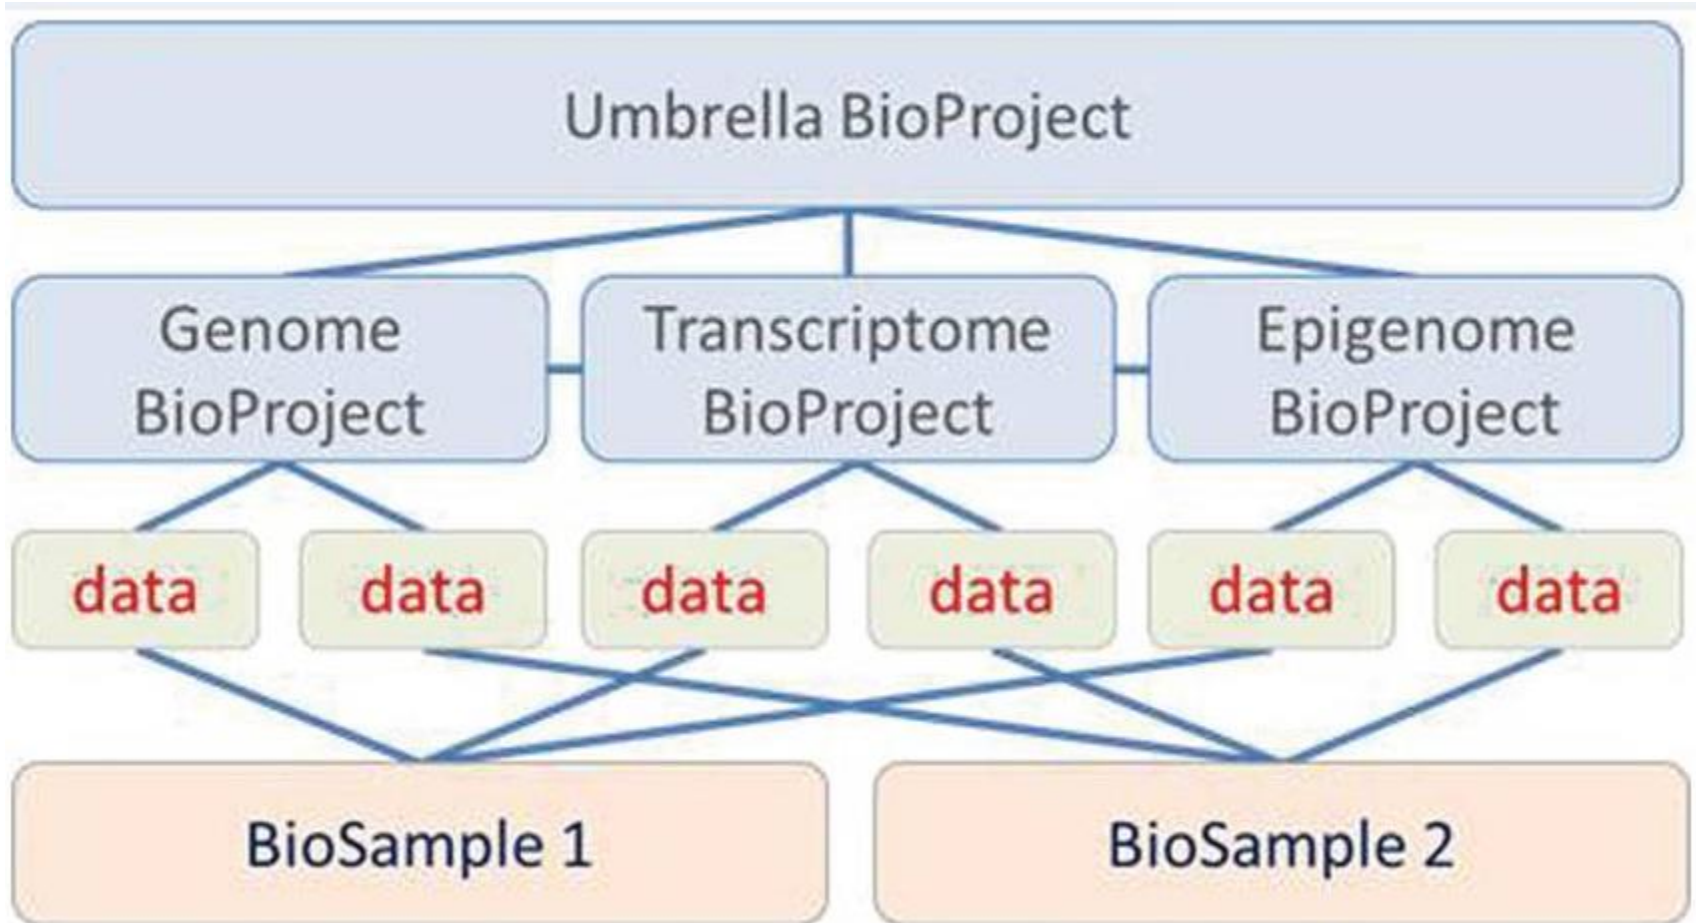 Umbrella BioProject
Genome
BioProject
Transcriptome
BioProject
Epigenome
BioProject
data
data
data
data
data
data
BioSample 1
BioSample 2